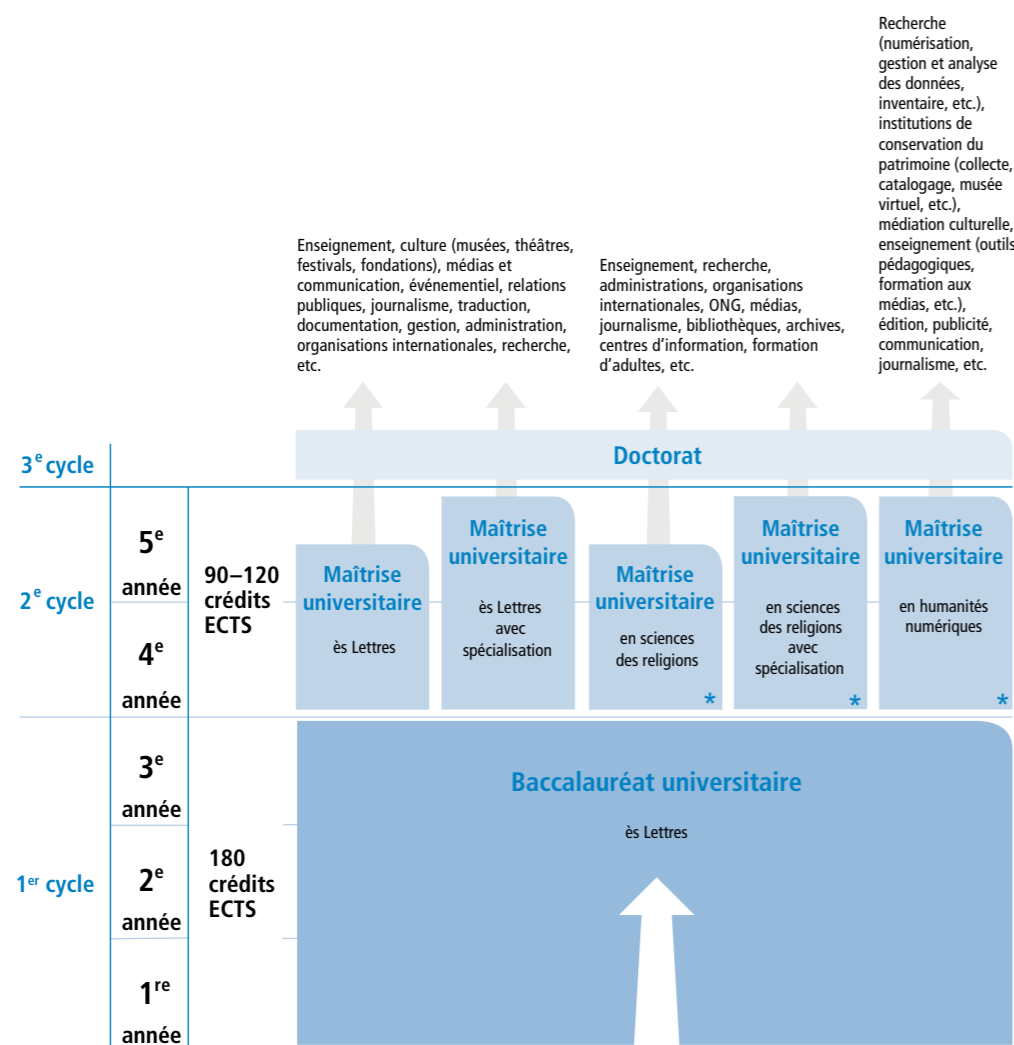 Recherche
(numérisation,
gestion et analyse
des données,
inventaire, etc.),
institutions de
conservation du
patrimoine (collecte,
catalogage, musée
virtuel, etc.),
médiation culturelle,
enseignement (outils
pédagogiques,
formation aux
médias, etc.),
édition, publicité,
communication,
journalisme, etc.
Enseignement, culture (musées, théâtres,
festivals, fondations), médias et
communication, événementiel, relations
publiques, journalisme, traduction,
documentation, gestion, administration,
organisations internationales, recherche,
etc.
Enseignement, recherche,
administrations, organisations
internationales, ONG, médias,
journalisme, bibliothèques, archives,
centres d’information, formation
d’adultes, etc.
3e cycle
Doctorat
2e cycle
5e
année
4e
année
90–120
crédits
ECTS
Maîtrise
universitaire
ès Lettres
Maîtrise
universitaire
ès Lettres
avec
spécialisation
Maîtrise
universitaire
en sciences
des religions
*
Maîtrise
universitaire
en sciences
des religions
avec
spécialisation
*
Maîtrise
universitaire
en humanités
numériques
*
1er cycle
3e
année
2e
année
1re
année
180
crédits
ECTS
Baccalauréat universitaire
ès Lettres